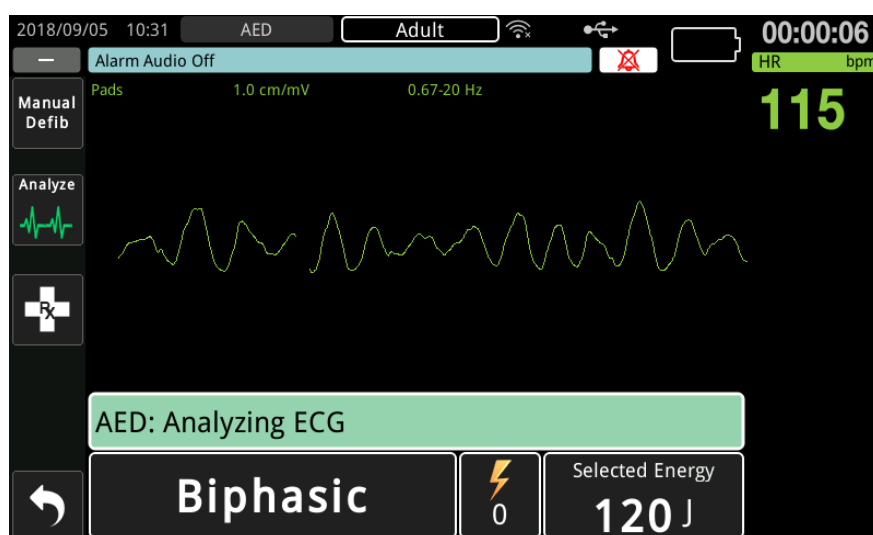 2018/09/05 10:31 AED Adult 00:00:06
Alarm Audio Off HR bpm
Pads 1.0 cm/mV 0.67-20 Hz 115
Manual
Defib
Analyze
Rx
AED: Analyzing ECG
Biphasic 0 Selected Energy
120 J